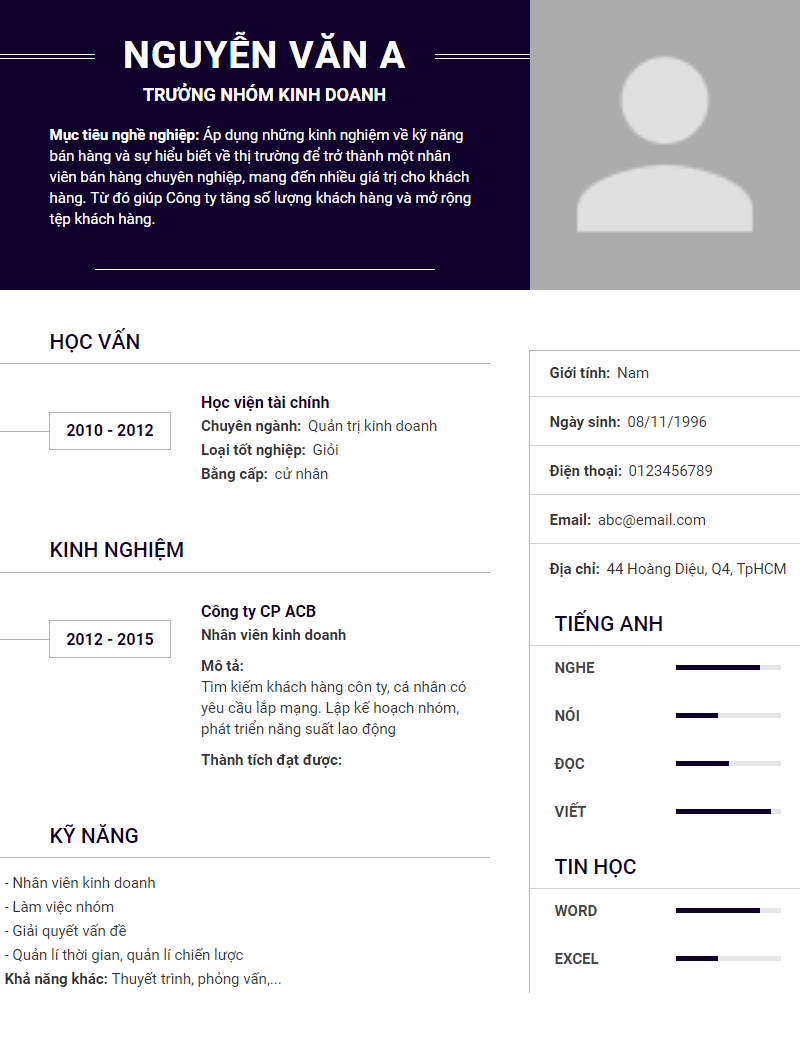 NGUYỄN VĂN A
TRƯỞNG NHÓM KINH DOANH
Mục tiêu nghề nghiệp: Áp dụng những kinh nghiệm về kỹ năng
bán hàng và sự hiểu biết về thị trường để trở thành một nhân
viên bán hàng chuyên nghiệp, mang đến nhiều giá trị cho khách
hàng. Từ đó giúp Công ty tăng số lượng khách hàng và mở rộng
tệp khách hàng.
HỌC VẤN
2010 - 2012
Học viện tài chính
Chuyên ngành: Quản trị kinh doanh
Loại tốt nghiệp: Giỏi
Bằng cấp: cử nhân
KINH NGHIỆM
2012 - 2015
Công ty CP ACB
Nhân viên kinh doanh
Mô tả:
Tìm kiếm khách hàng côn ty, cá nhân có
yêu cầu lắp mạng. Lập kế hoạch nhóm,
phát triển năng suất lao động
Thành tích đạt được:
KỸ NĂNG
- Nhân viên kinh doanh
- Làm việc nhóm
- Giải quyết vấn đề
- Quản lí thời gian, quản lí chiến lược
Khả năng khác: Thuyết trình, phỏng vấn,...
Giới tính: Nam
Ngày sinh: 08/11/1996
Điện thoại: 0123456789
Email: abc@email.com
Địa chỉ: 44 Hoàng Diệu, Q4, TpHCM
TIẾNG ANH
NGHE
NÓI
ĐỌC
VIẾT
TIN HỌC
WORD
EXCEL